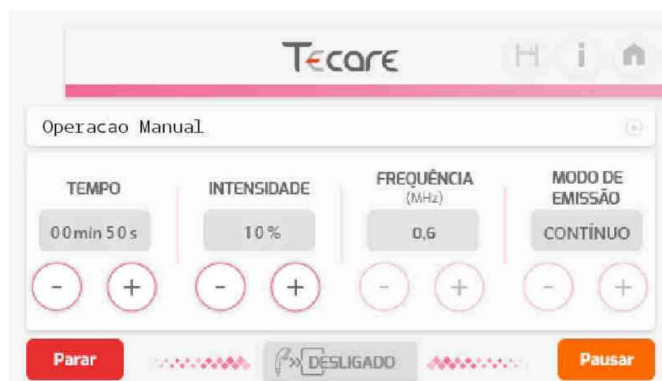 Tecare
H i
Operacao Manual
TEMPO
00min 50s
- +
INTENSIDADE
10%
- +
FREQUÊNCIA
(MHz)
0,6
- +
MODO DE
EMISSÃO
CONTÍNUO
- +
Parar
DESLIGADO
Pausar